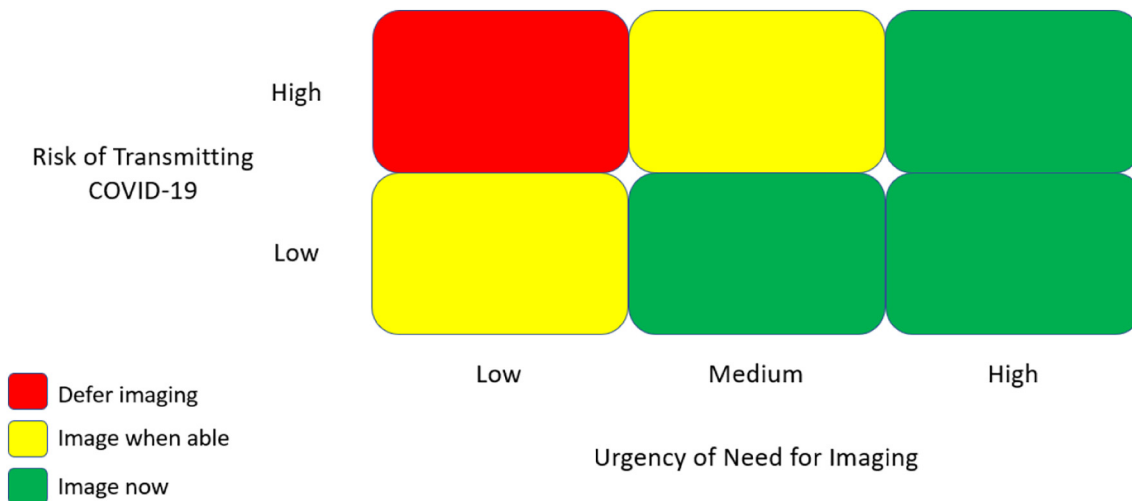 High
Risk of Transmitting
COVID-19
Low
Low Medium High
Defer imaging
Image when able
Image now
Urgency of Need for Imaging